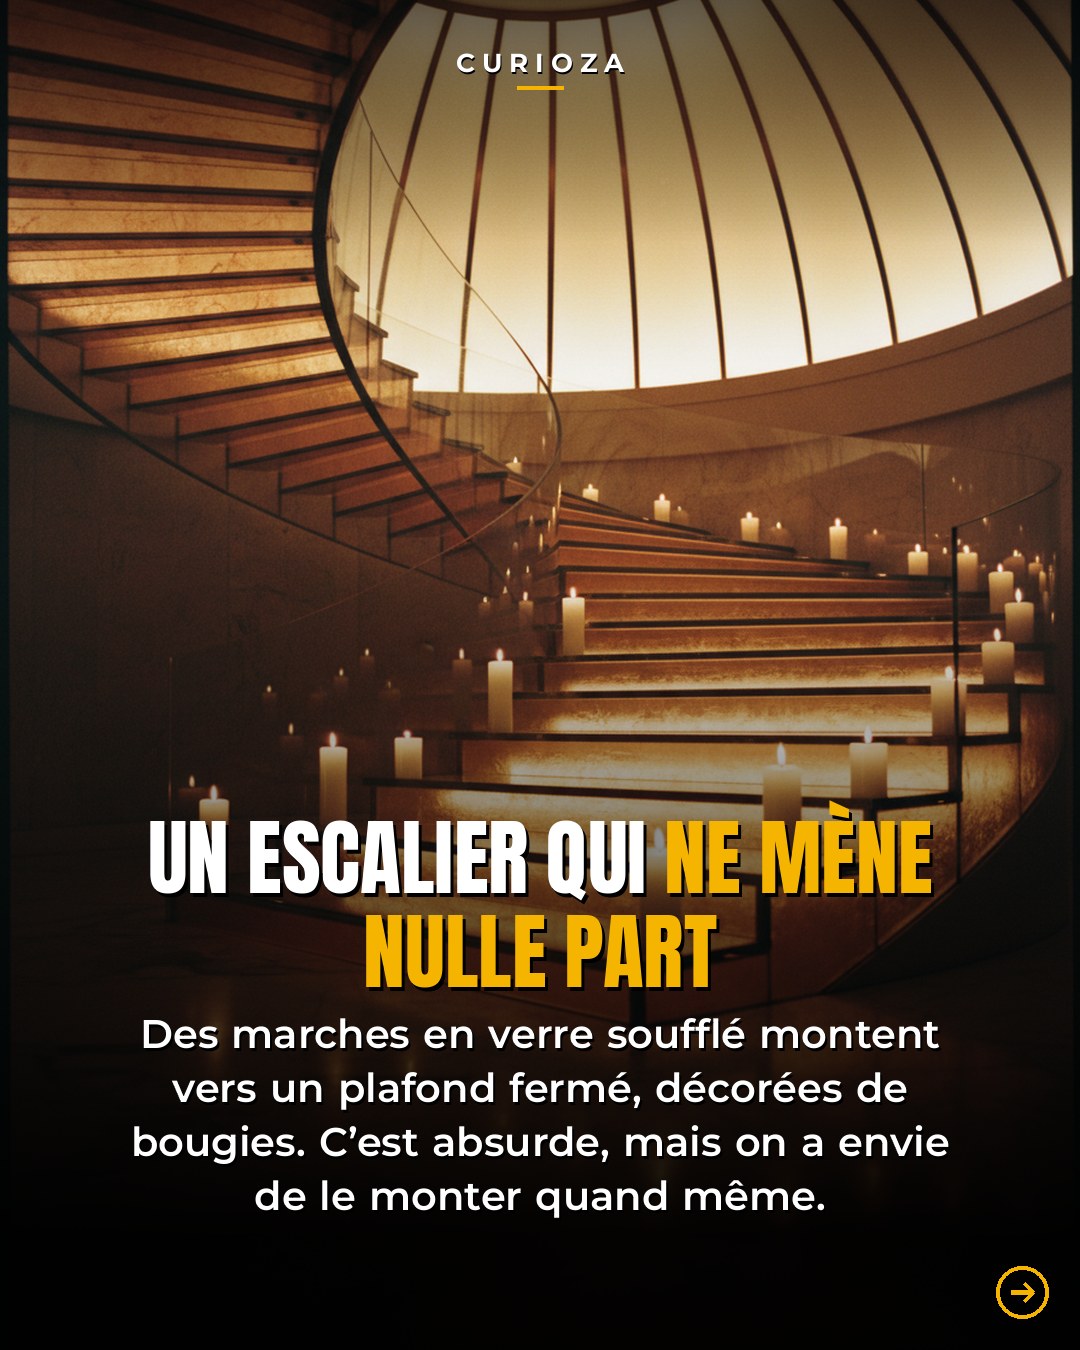 CURIOZA
UN ESCALIER QUI NE MÈNE
NULLE PART
Des marches en verre soufflé montent
vers un plafond fermé, décorées de
bougies. C’est absurde, mais on a envie
de le monter quand même.